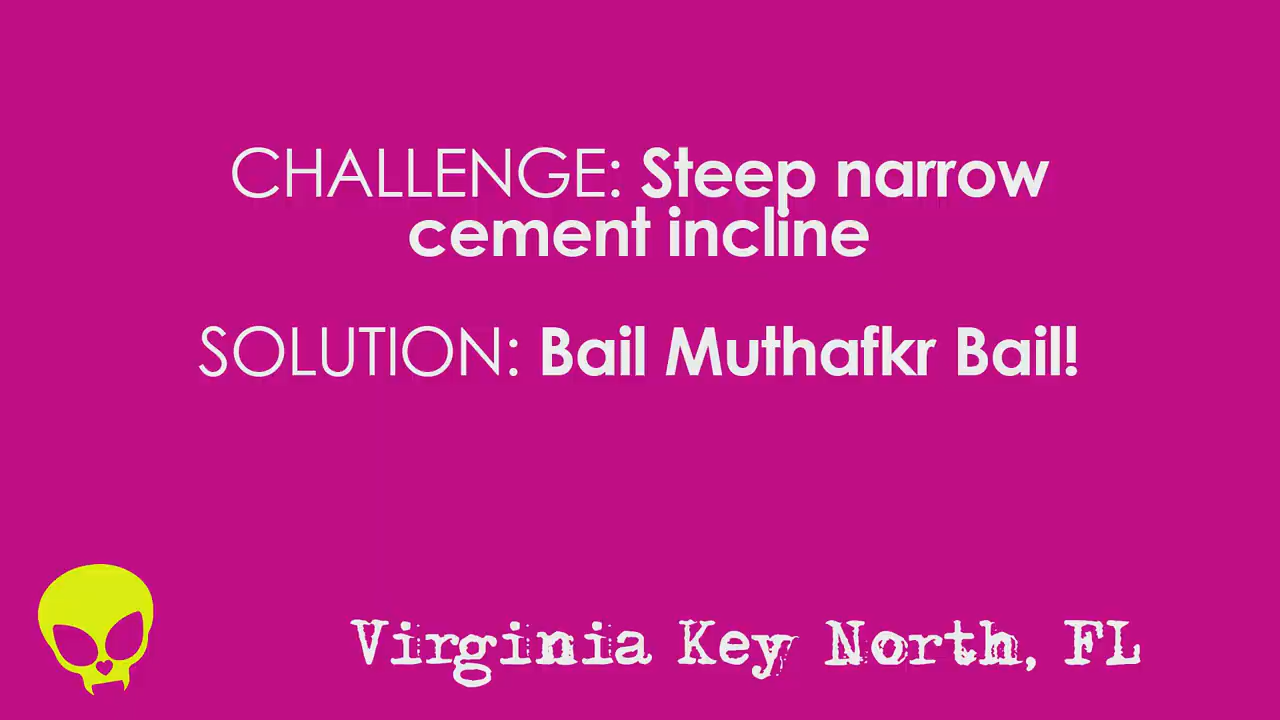 CHALLENGE: Steep narrow
cement incline
SOLUTION: Bail Muthafkr Bail!
Virginia Key North, FL